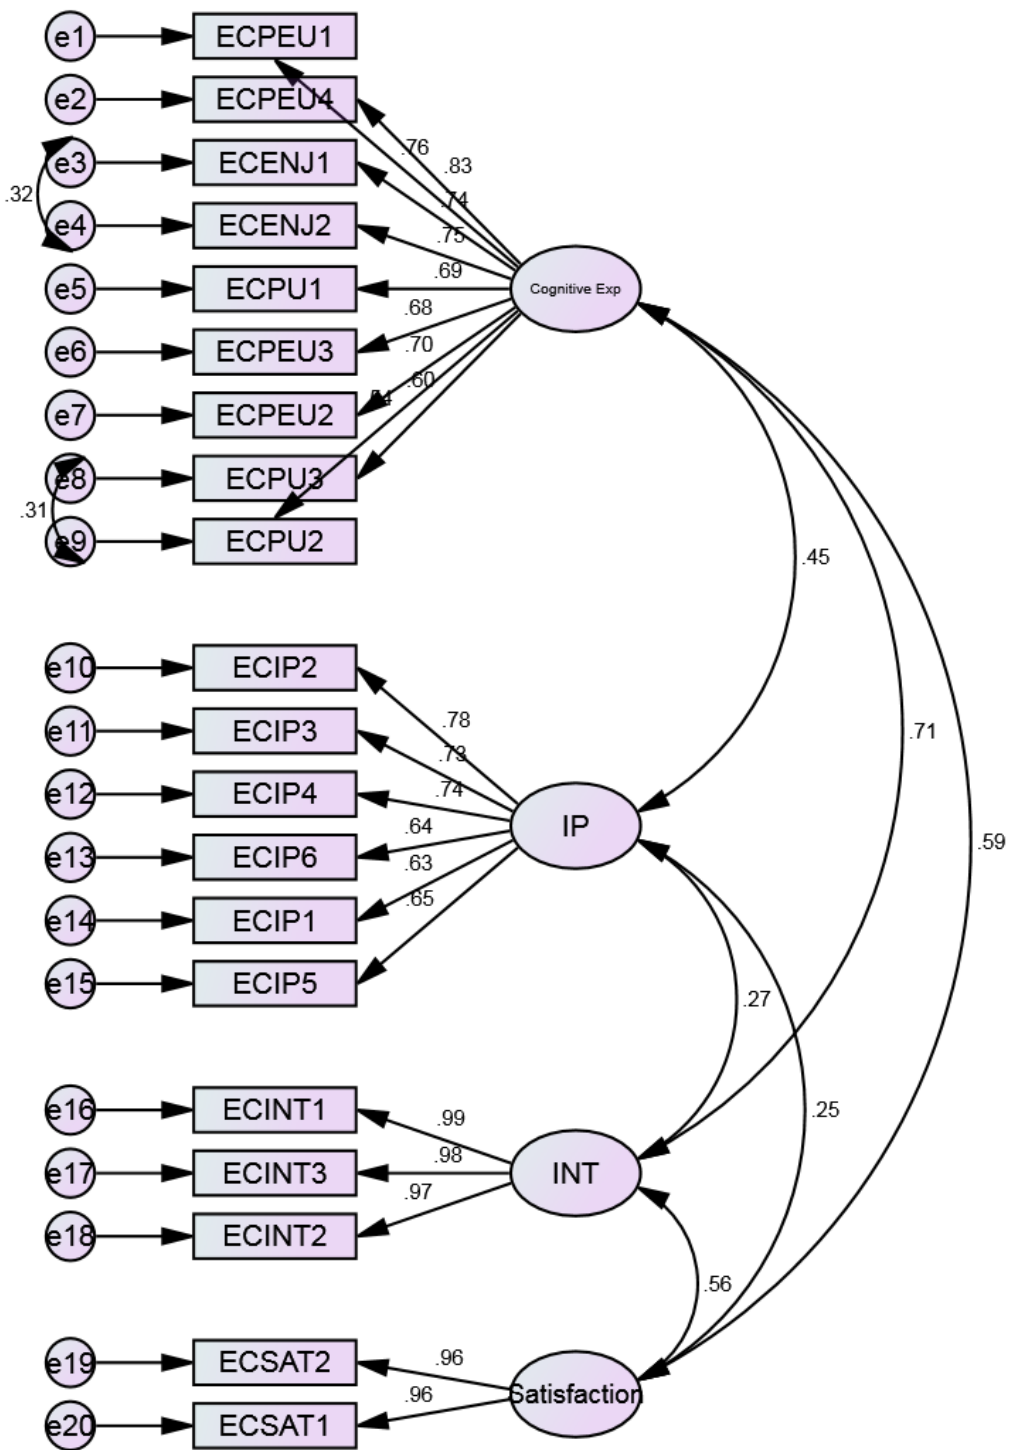 e1 ECPEU1
e2 ECPEU4
.76
.83
e3 ECENJ1
.32
.74
e4 ECENJ2
.75
.69
e5 ECPU1
Cognitive Exp
.68
e6 ECPEU3
.70
.60
e7 ECPEU2
e8 ECPU3
.31
e9 ECPU2
.45
e10 ECIP2
.78
e11 ECIP3
.71
.73
e12 ECIP4
.74
IP
.64
.59
e13 ECIP6
.63
.65
e14 ECIP1
e15 ECIP5
.27
e16 ECINT1
.99
.25
.98
e17 ECINT3
INT
.97
e18 ECINT2
.56
e19 ECSAT2
.96
.96
Satisfaction
e20 ECSAT1